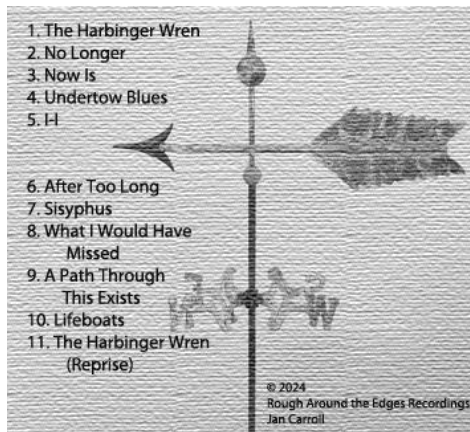 1. The Harbinger Wren
2. No Longer
3. Now Is
4. Undertow Blues
5. I-I
6. After Too Long
7. Sisyphus
8. What I Would Have
Missed
9. A Path Through
This Exists
10. Lifeboats
11. The Harbinger Wren
(Reprise)
W
© 2024
Rough Around the Edges Recordings
Jan Carroll